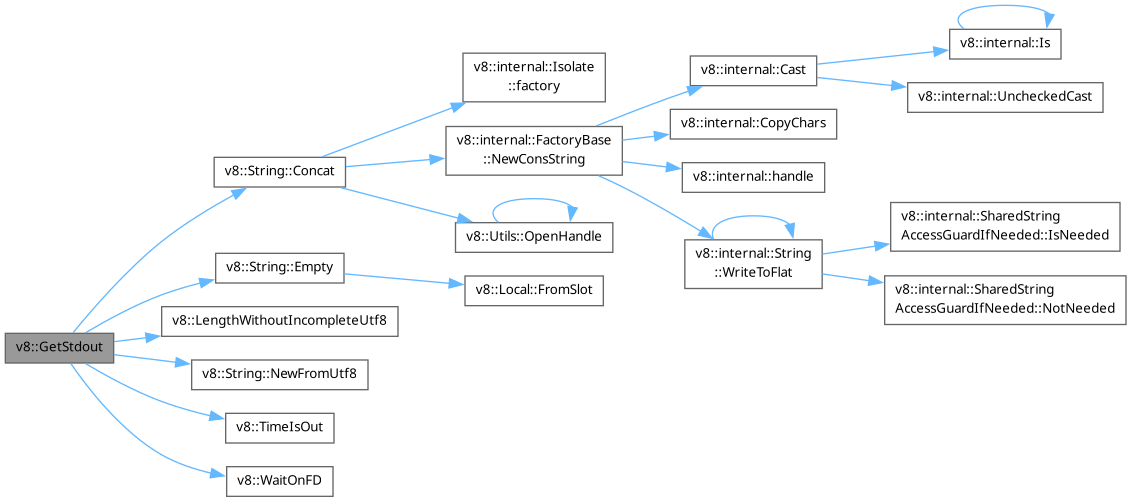 v8::GetStdout
v8::String::Concat
v8::String::Empty
v8::LengthWithoutIncompleteUtf8
v8::String::NewFromUtf8
v8::TimeIsOut
v8::WaitOnFD
v8::internal::Isolate
::factory
v8::internal::FactoryBase
::NewConsString
v8::Utils::OpenHandle
v8::Local::FromSlot
v8::internal::Cast
v8::internal::CopyChars
v8::internal::handle
v8::internal::String
::WriteToFlat
v8::internal::Is
v8::internal::UncheckedCast
v8::internal::SharedString
AccessGuardIfNeeded::IsNeeded
v8::internal::SharedString
AccessGuardIfNeeded::NotNeeded